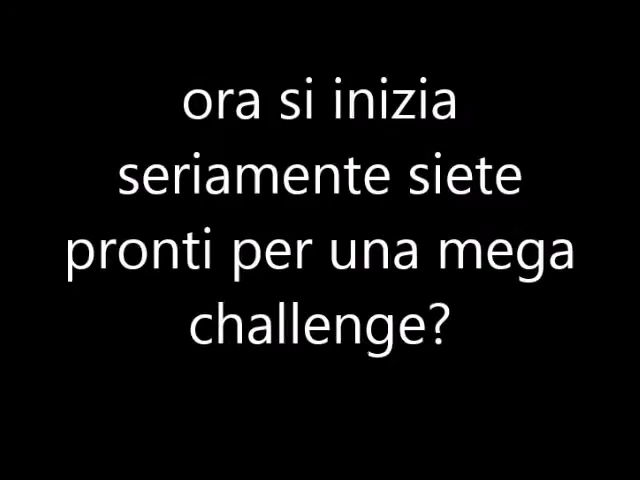 ora si inizia
seriamente siete
pronti per una mega
challenge?